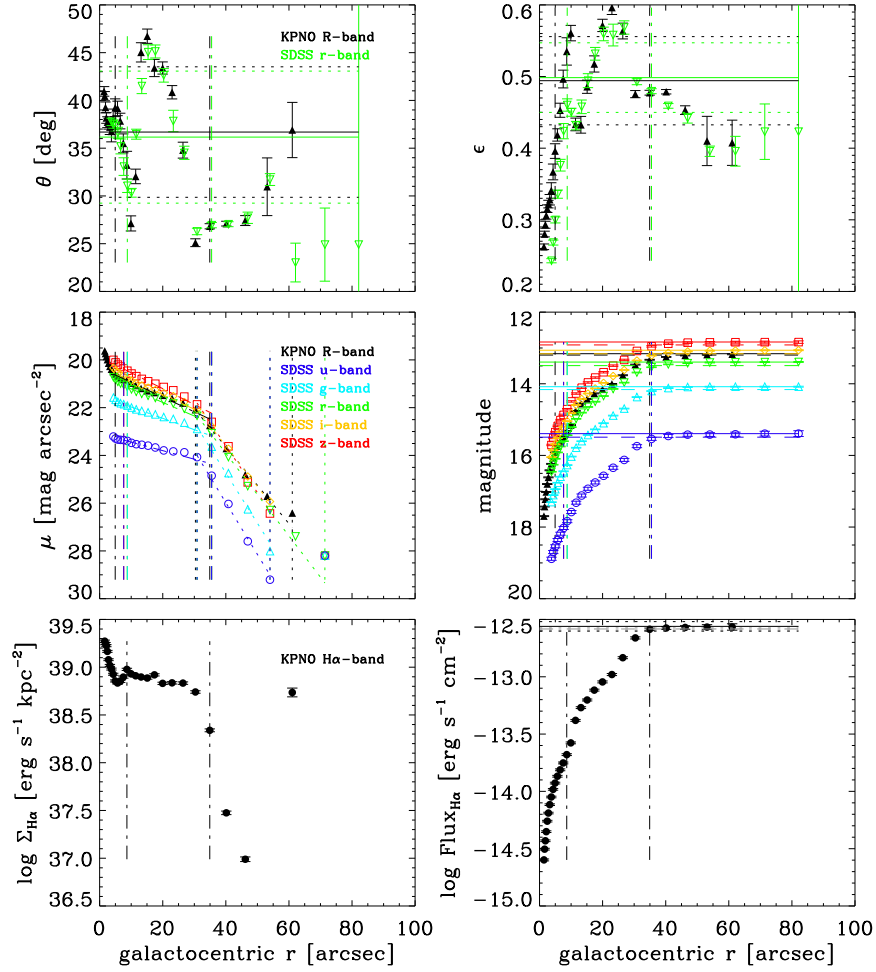 50
45
40
35
30
25
20
θ [deg]
KPNO R-band
SDSS r-band
0.6
0.5
0.4
0.3
0.2
ϵ
18
20
22
24
26
28
30
μ [mag arcsec⁻²]
KPNO R-band
SDSS u-band
SDSS g-band
SDSS r-band
SDSS i-band
SDSS z-band
12
14
16
18
20
magnitude
39.5
39.0
38.5
38.0
37.5
37.0
36.5
log Σ_Hα [erg s⁻¹ kpc⁻²]
KPNO Hα-band
0 20 40 60 80 100
galactocentric r [arcsec]
−12.5
−13.0
−13.5
−14.0
−14.5
−15.0
log Flux_Hα [erg s⁻¹ cm⁻²]
0 20 40 60 80 100
galactocentric r [arcsec]